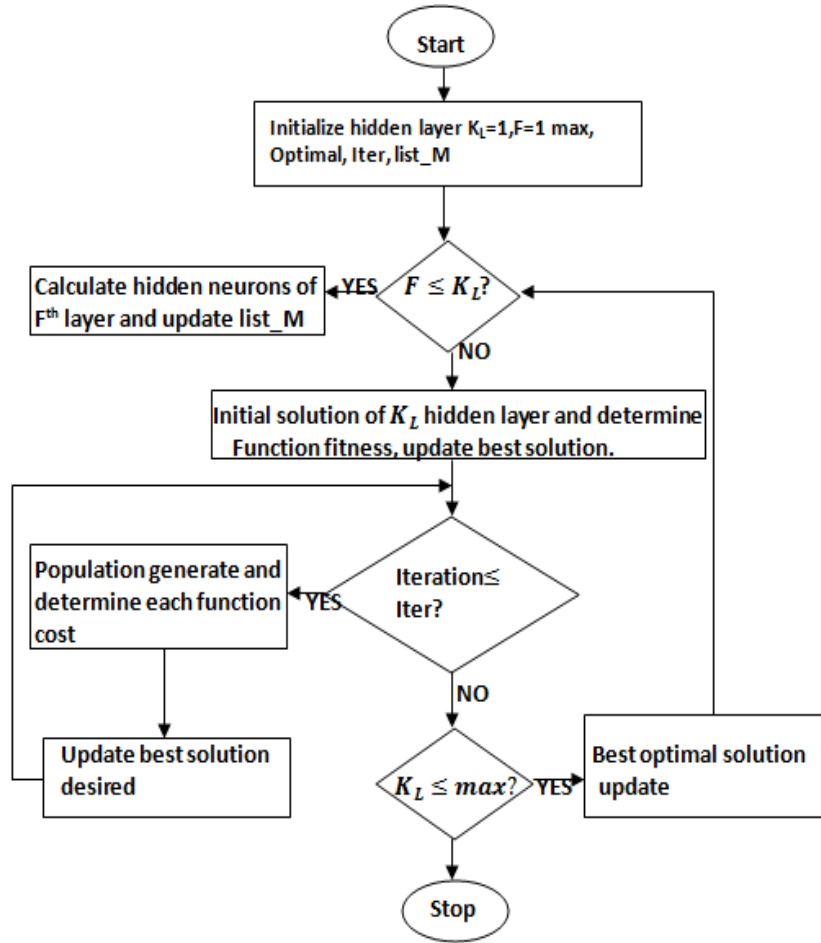 Start
Initialize hidden layer K_L=1,F=1 max,
Optimal, Iter, list_M
F ≤ K_L?
YES
Calculate hidden neurons of
F^th layer and update list_M
NO
Initial solution of K_L hidden layer and determine
Function fitness, update best solution.
Iteration≤
Iter?
YES
Population generate and
determine each function
cost
Update best solution
desired
NO
K_L ≤ max?
YES
Best optimal solution
update
Stop